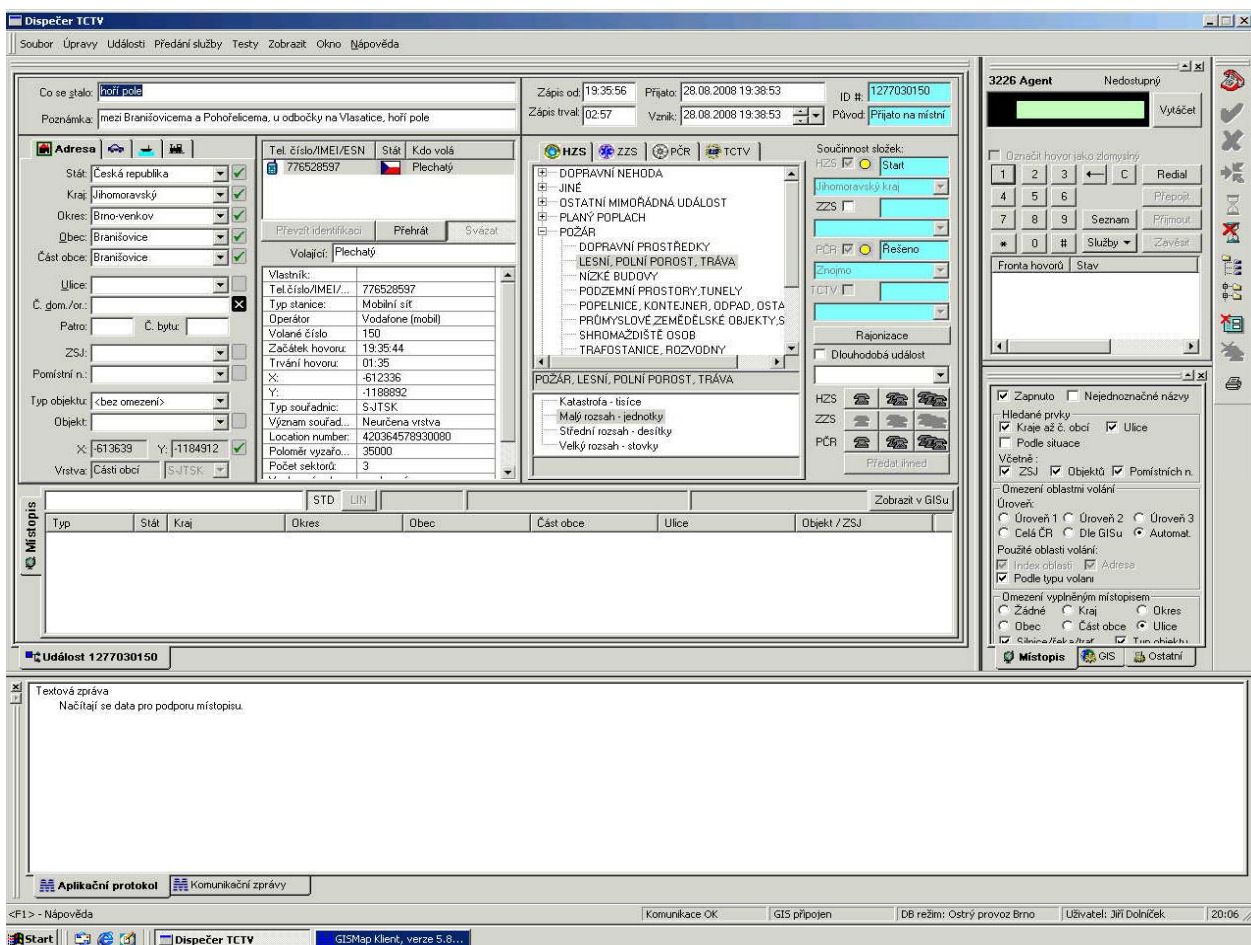 Dispečer TCTV
Soubor Úpravy Události Předání služby Testy Zobrazit Okno Nápověda
Co se stalo: hoří pole
Poznámka: mezi Branišovicema a Pohořelicema, u odbočky na Vlasatice, hoří pole
Zápis od: 19:35:56 Přijato: 28.08.2008 19:38:53 ID #: 1277030150
Zápis trval: 02:57 Vznik: 28.08.2008 19:38:53 Původ: Přijato na místní
Adresa
Stát: Česká republika
Kraj: Jihomoravský
Okres: Brno-venkov
Obec: Branišovice
Část obce: Branišovice
Ulice:
Č. dom./or.:
Patro: Č. bytu:
ZSJ:
Pomístní n.:
Typ objektu: <bez omezení>
Objekt:
X: -613639 Y: -1184912
Vrstva: Části obcí S-JTSK
Tel. číslo/IMEI/ESN Stát Kdo volá
776528597 Plechatý
Převzít identifikaci Přehrát Svázat
Volající: Plechatý
Vlastník:
Tel.číslo/IMEI/... 776528597
Typ stanice: Mobilní síť
Operátor Vodafone (mobil)
Volané číslo 150
Začátek hovoru: 19:35:44
Trvání hovoru: 01:35
X: -612336
Y: -1188892
Typ souřadnic: S-JTSK
Význam souřad... Neurčena vrstva
Location number: 420364578930080
Poloměr vyzařo... 35000
Počet sektorů: 3
HZS ZZS PČR TCTV
DOPRAVNÍ NEHODA
JINÉ
OSTATNÍ MIMOŘÁDNÁ UDÁLOST
PLANÝ POPLACH
POŽÁR
DOPRAVNÍ PROSTŘEDKY
LESNÍ, POLNÍ POROST, TRÁVA
NÍZKÉ BUDOVY
PODZEMNÍ PROSTORY,TUNELY
POPELNICE, KONTEJNER, ODPAD, OSTA
PRŮMYSLOVÉ,ZEMĚDĚLSKÉ OBJEKTY,S
SHROMAŽDIŠTĚ OSOB
TRAFOSTANICE, ROZVODNY
POŽÁR, LESNÍ, POLNÍ POROST, TRÁVA
Katastrofa - tisíce
Malý rozsah - jednotky
Střední rozsah - desítky
Velký rozsah - stovky
Součinnost složek:
HZS Start
Jihomoravský kraj
ZZS
PČR Řešeno
Znojmo
TCTV
Rajonizace
Dlouhodobá událost
HZS
ZZS
PČR
Předat ihned
Místopis
STD LIN Zobrazit v GISu
Typ Stát Kraj Okres Obec Část obce Ulice Objekt / ZSJ
Událost 1277030150
3226 Agent Nedostupný
Vytáčet
Označit hovor jako zlomyslný
1 2 3 C Redial
4 5 6 Přepojit
7 8 9 Seznam Přijmout
* 0 # Služby Zavěsit
Fronta hovorů Stav
Zapnuto Nejednoznačné názvy
Hledané prvky
Kraje až č. obcí Ulice
Podle situace
Včetně :
ZSJ Objektů Pomístních n.
Omezení oblastmi volání
Úroveň:
Úroveň 1 Úroveň 2 Úroveň 3
Celá ČR Dle GISu Automat.
Použité oblasti volání:
Index oblasti Adresa
Podle typu volání
Omezení vyplněným místopisem
Žádné Kraj Okres
Obec Část obce Ulice
Silnice/řeka/trať Typ objektu
Místopis GIS Ostatní
Textová zpráva
Načítají se data pro podporu místopisu.
Aplikační protokol Komunikační zprávy
<F1> - Nápověda Komunikace OK GIS připojen DB režim: Ostrý provoz Brno Uživatel: Jiří Dolníček 20:06
Start Dispečer TCTV GISMap Klient, verze 5.8...